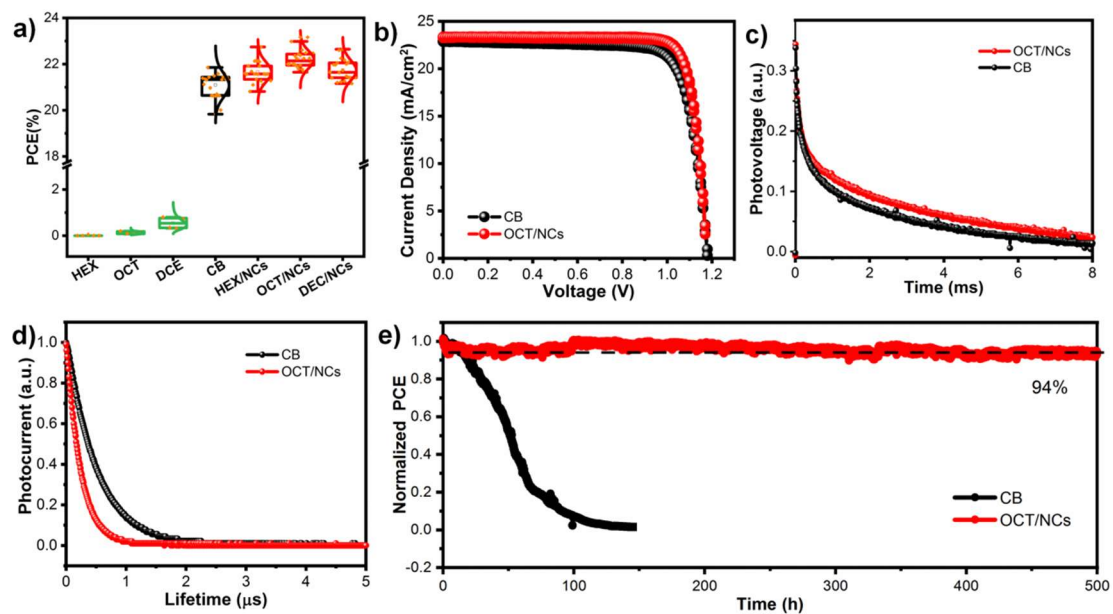 a)
24
22
20
18
2
0
PCE(%)
HEX
OCT
DCE
CB
HEX/NCs
OCT/NCs
DEC/NCs
b)
25
20
15
10
5
0
Current Density (mA/cm²)
CB
OCT/NCs
0.0 0.2 0.4 0.6 0.8 1.0 1.2
Voltage (V)
c)
OCT/NCs
CB
0.3
0.2
0.1
0.0
Photovoltage (a.u.)
0 2 4 6 8
Time (ms)
d)
1.0
0.8
0.6
0.4
0.2
0.0
Photocurrent (a.u.)
CB
OCT/NCs
0 1 2 3 4 5
Lifetime (μs)
e)
1.0
0.8
0.6
0.4
0.2
0.0
-0.2
Normalized PCE
94%
CB
OCT/NCs
0 100 200 300 400 500
Time (h)